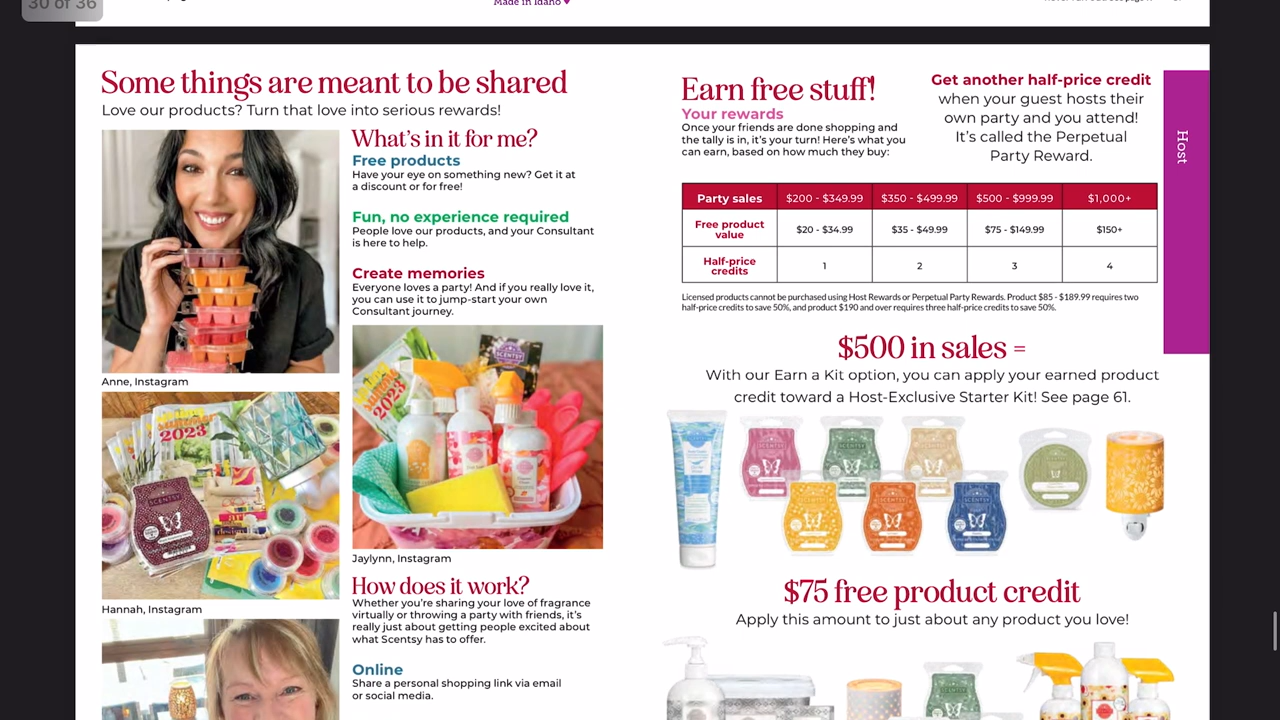 30 of 36
Made in Idaho ♥
Some things are meant to be shared
Love our products? Turn that love into serious rewards!
Anne, Instagram
2023
SCENTSY
Hannah, Instagram
What's in it for me?
Free products
Have your eye on something new? Get it at
a discount or for free!
Fun, no experience required
People love our products, and your Consultant
is here to help.
Create memories
Everyone loves a party! And if you really love it,
you can use it to jump-start your own
Consultant journey.
SCENTSY
2023
Jaylynn, Instagram
How does it work?
Whether you're sharing your love of fragrance
virtually or throwing a party with friends, it's
really just about getting people excited about
what Scentsy has to offer.
Online
Share a personal shopping link via email
or social media.
Earn free stuff!
Your rewards
Once your friends are done shopping and
the tally is in, it's your turn! Here's what you
can earn, based on how much they buy:
Get another half-price credit
when your guest hosts their
own party and you attend!
It's called the Perpetual
Party Reward.
Host
Party sales $200 - $349.99 $350 - $499.99 $500 - $999.99 $1,000+
Free product
value $20 - $34.99 $35 - $49.99 $75 - $149.99 $150+
Half-price
credits 1 2 3 4
Licensed products cannot be purchased using Host Rewards or Perpetual Party Rewards. Product $85 - $189.99 requires two
half-price credits to save 50%, and product $190 and over requires three half-price credits to save 50%.
$500 in sales =
With our Earn a Kit option, you can apply your earned product
credit toward a Host-Exclusive Starter Kit! See page 61.
SCENTSY SCENTSY SCENTSY
SCENTSY SCENTSY SCENTSY
$75 free product credit
Apply this amount to just about any product you love!